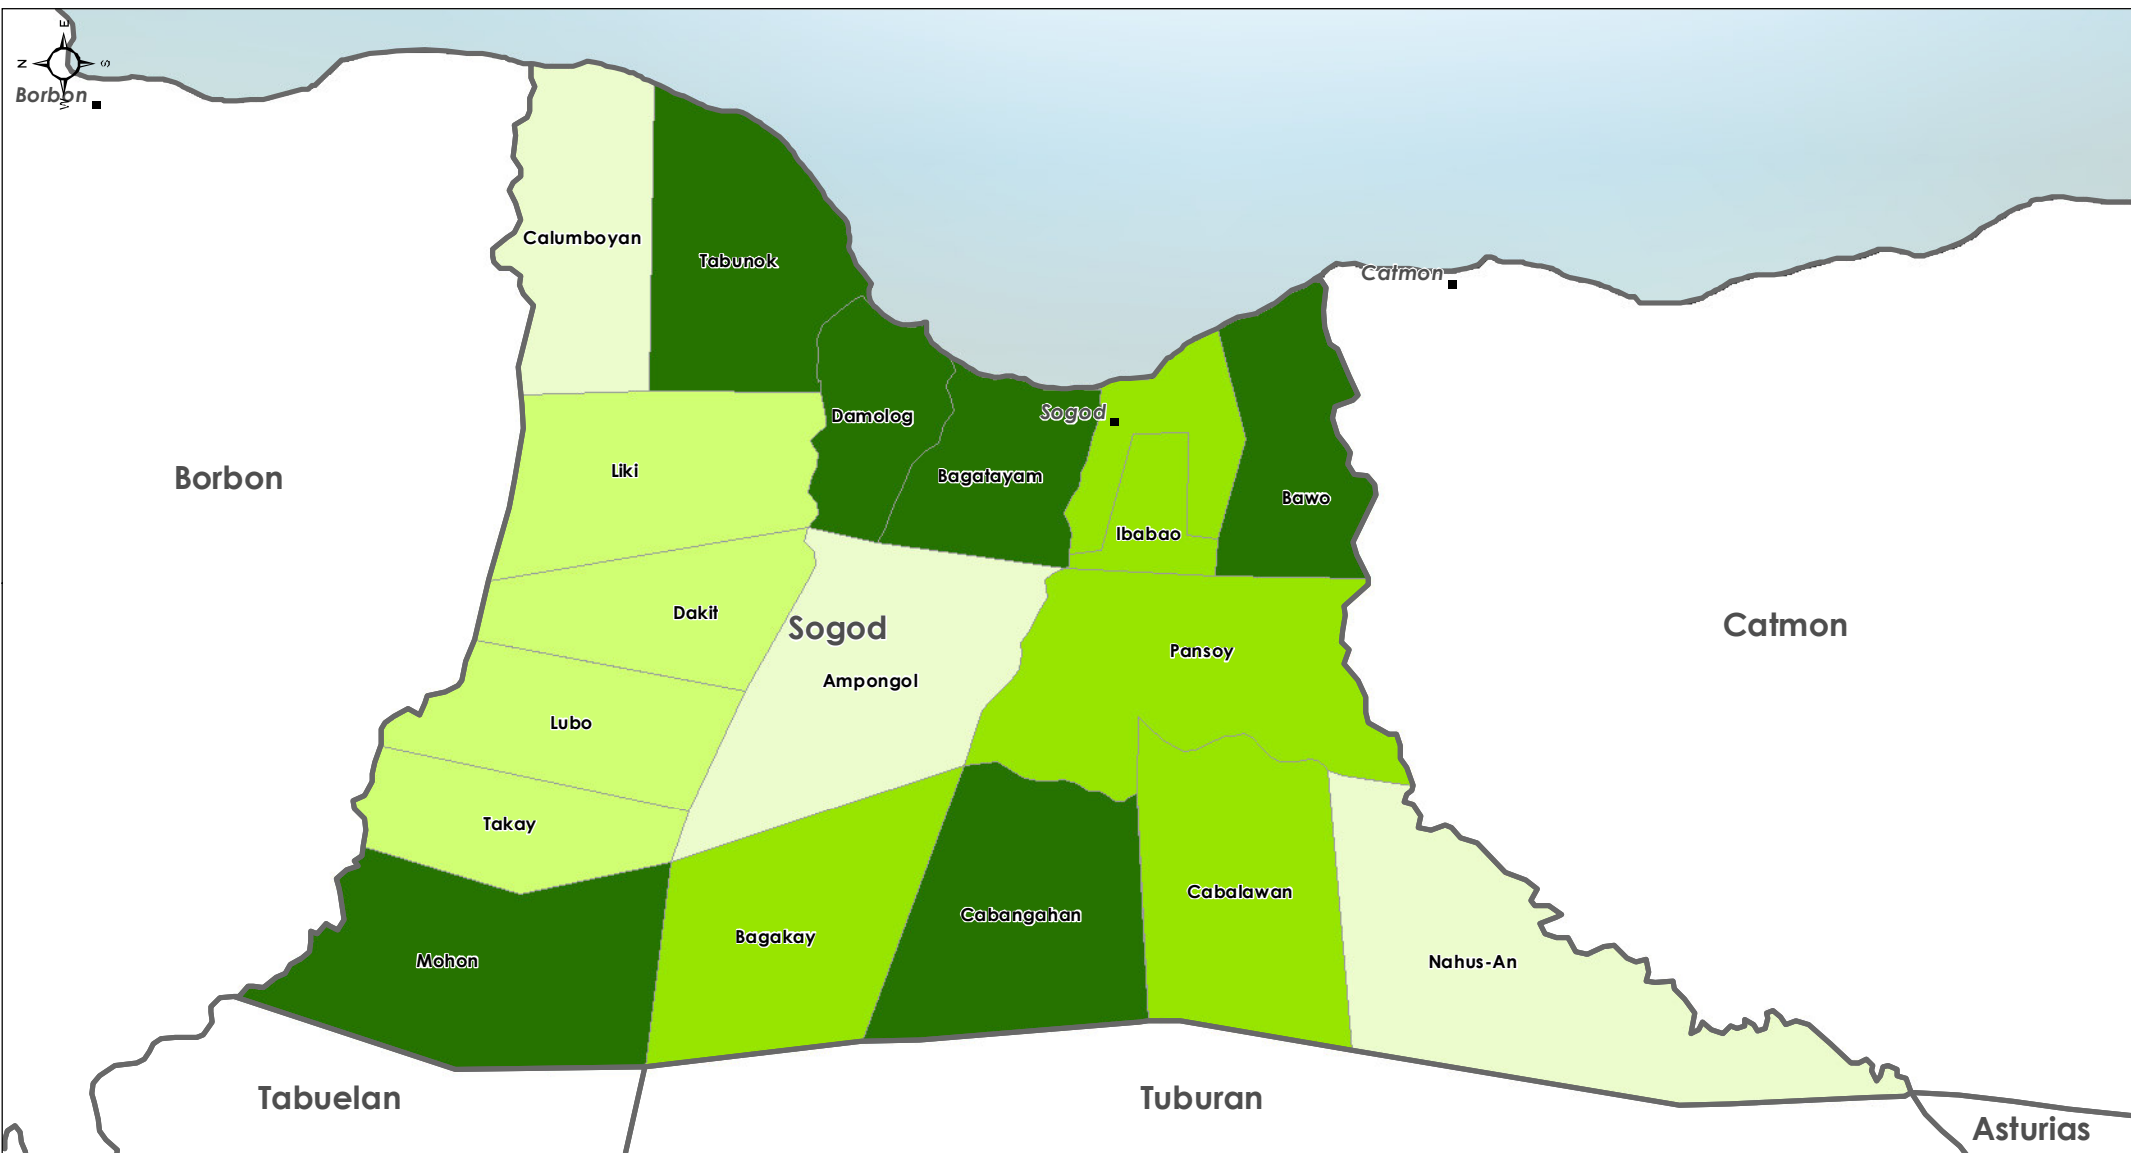 E
N
S
W
Borbon
Calumboyan
Tabunok
Catmon
Sogod
Damolog
Liki
Bagatayam
Borbon
Bawo
Ibabao
Dakit
Sogod
Catmon
Pansoy
Ampongol
Lubo
Takay
Cabalawan
Cabangahan
Bagakay
Mohon
Nahus-An
Tabuelan
Tuburan
Asturias